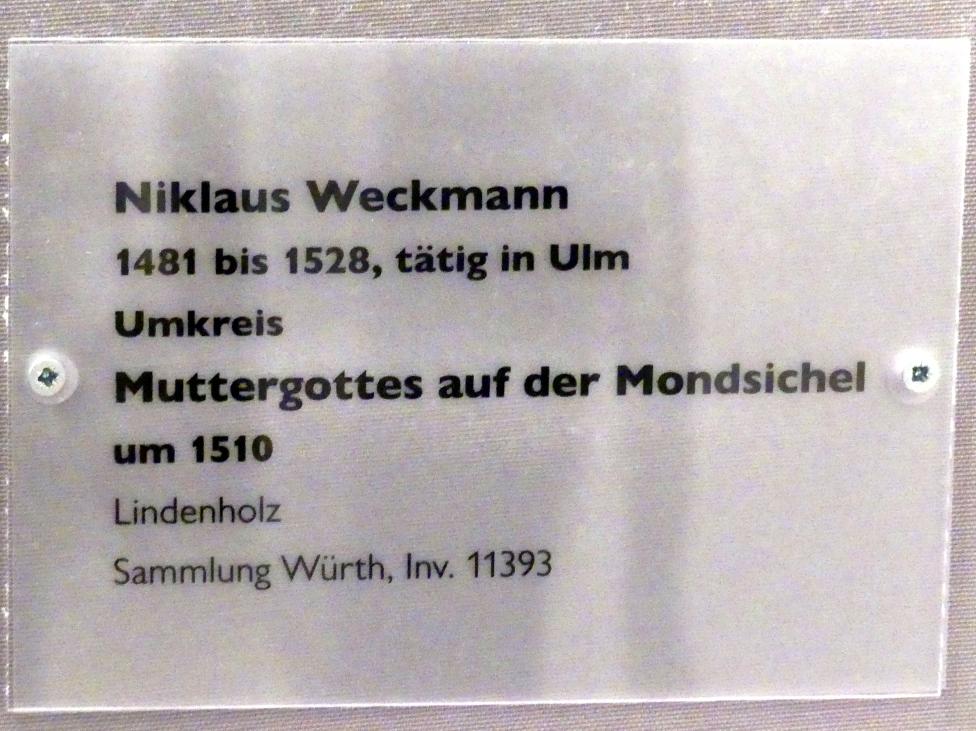 Niklaus Weckmann
1481 bis 1528, tätig in Ulm
Umkreis
Muttergottes auf der Mondsichel
um 1510
Lindenholz
Sammlung Würth, Inv. 11393